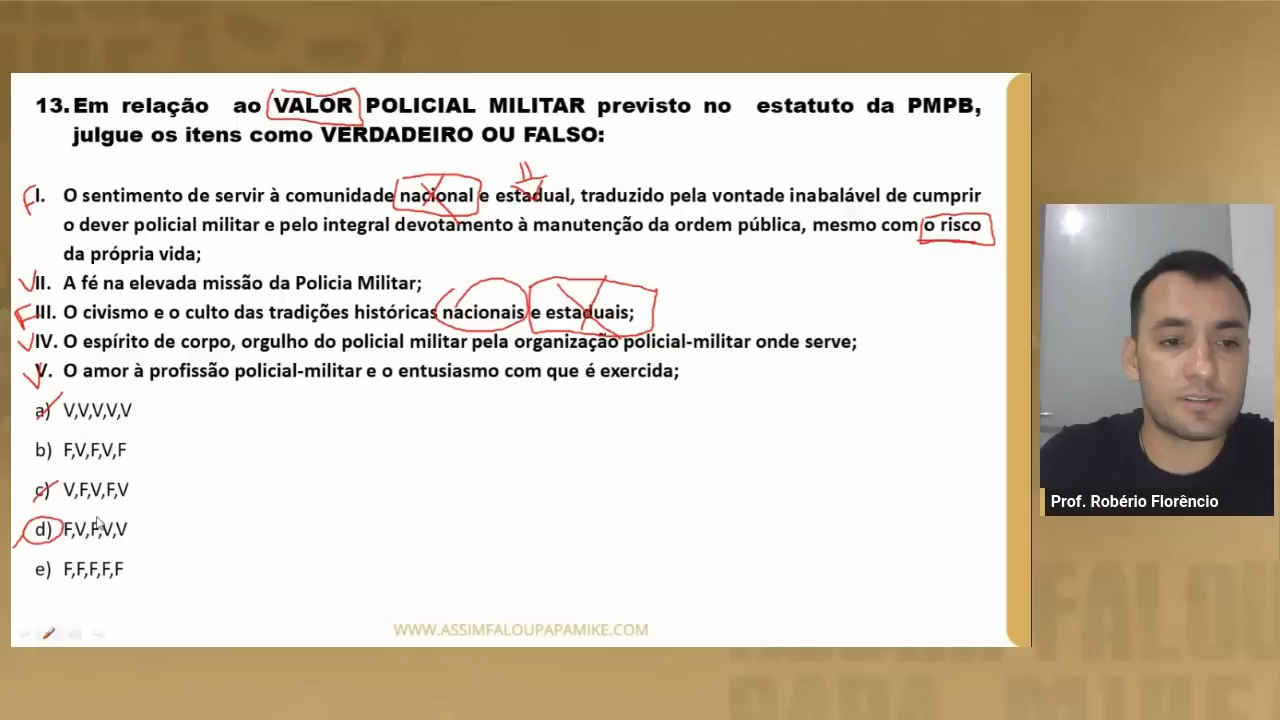 13. Em relação ao VALOR POLICIAL MILITAR previsto no estatuto da PMPB,
julgue os itens como VERDADEIRO OU FALSO:
F I. O sentimento de servir à comunidade nacional e estadual, traduzido pela vontade inabalável de cumprir
o dever policial militar e pelo integral devotamento à manutenção da ordem pública, mesmo com o risco
da própria vida;
V II. A fé na elevada missão da Policia Militar;
F III. O civismo e o culto das tradições históricas nacionais e estaduais;
V IV. O espírito de corpo, orgulho do policial militar pela organização policial-militar onde serve;
V V. O amor à profissão policial-militar e o entusiasmo com que é exercida;
a) V,V,V,V,V
b) F,V,F,V,F
c) V,F,V,F,V
d) F,V,F,V,V
e) F,F,F,F,F
WWW.ASSIMFALOUPAPAMIKE.COM
Prof. Robério Florêncio